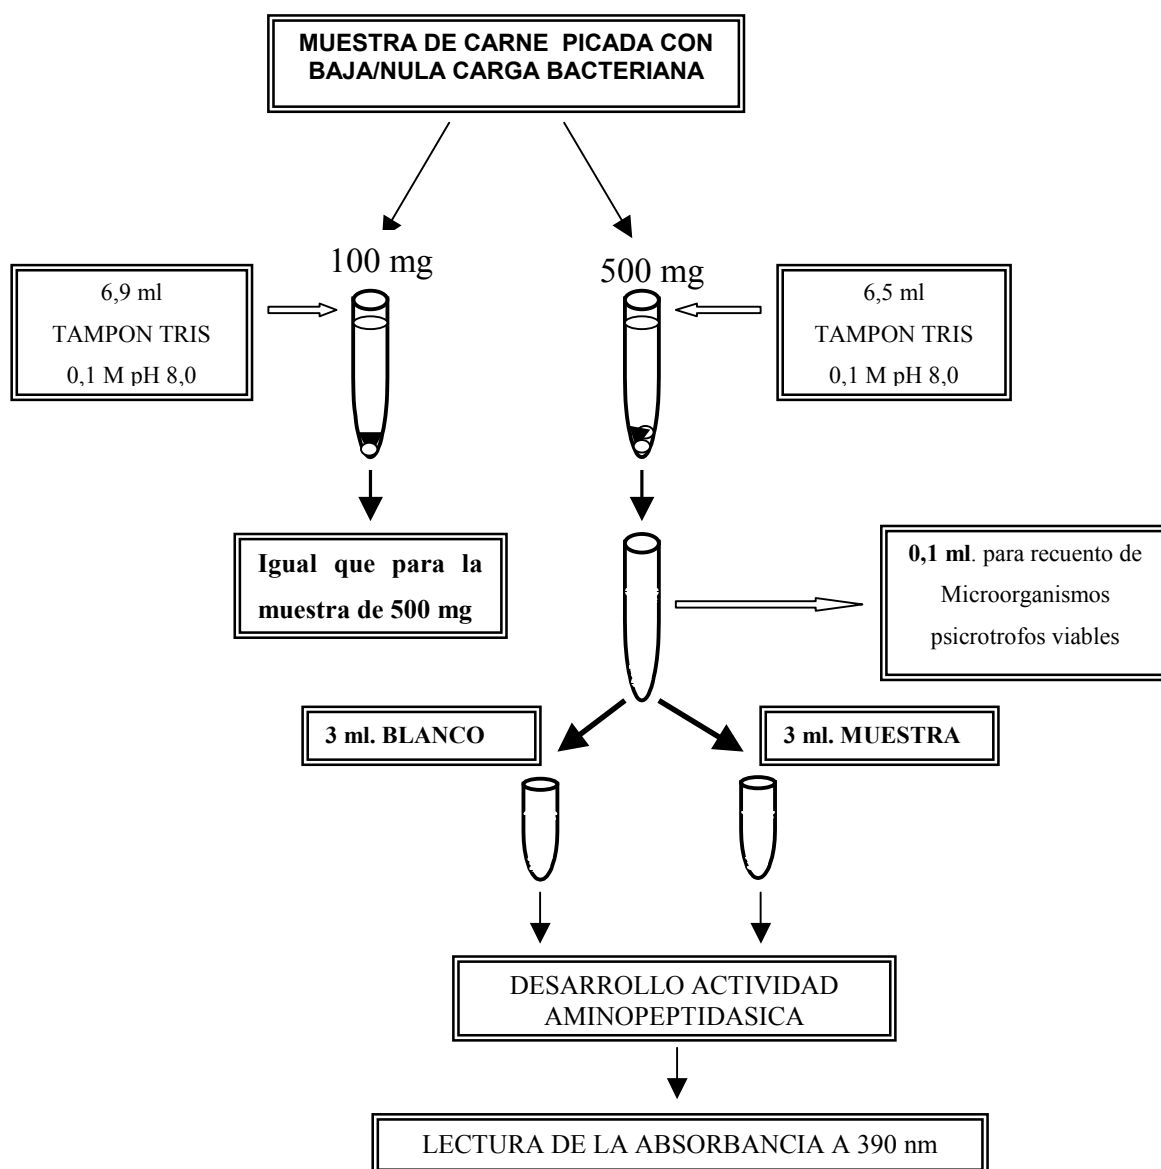 MUESTRA DE CARNE PICADA CON
BAJA/NULA CARGA BACTERIANA
100 mg
500 mg
6,9 ml
TAMPON TRIS
0,1 M pH 8,0
6,5 ml
TAMPON TRIS
0,1 M pH 8,0
Igual que para la
muestra de 500 mg
0,1 ml. para recuento de
Microorganismos
psicrotrofos viables
3 ml. BLANCO
3 ml. MUESTRA
DESARROLLO ACTIVIDAD
AMINOPEPTIDASICA
LECTURA DE LA ABSORBANCIA A 390 nm